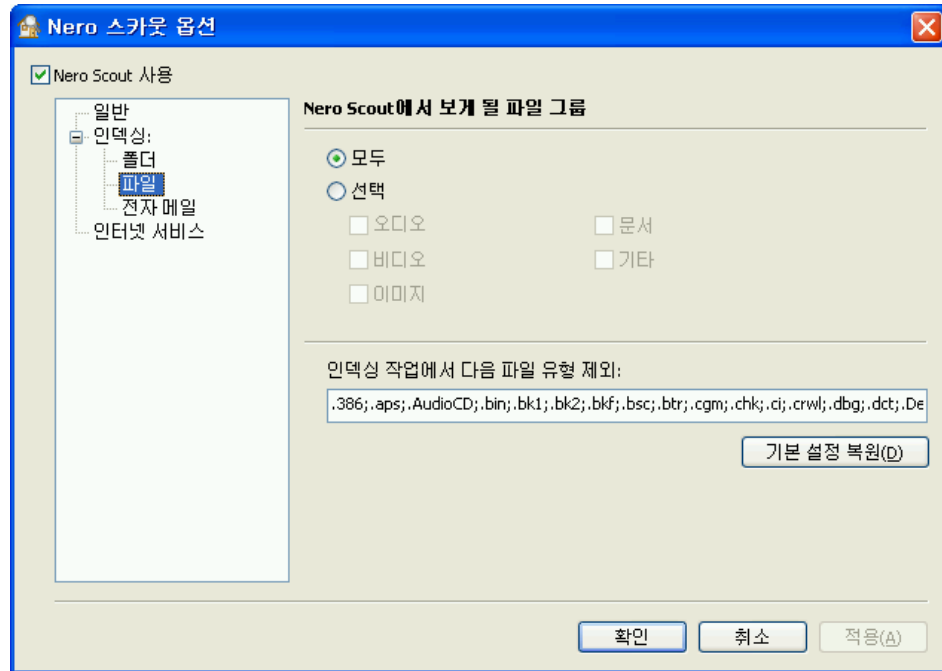 Nero 스카웃 옵션
Nero Scout 사용
일반
인덱싱:
폴더
파일
전자 메일
인터넷 서비스
Nero Scout에서 보게 될 파일 그룹
모두
선택
오디오
문서
비디오
기타
이미지
인덱싱 작업에서 다음 파일 유형 제외:
.386;.aps;.AudioCD;.bin;.bk1;.bk2;.bkf;.bsc;.btr;.cgm;.chk;.ci;.crwl;.dbg;.dct;.De
기본 설정 복원(D)
확인
취소
적용(A)